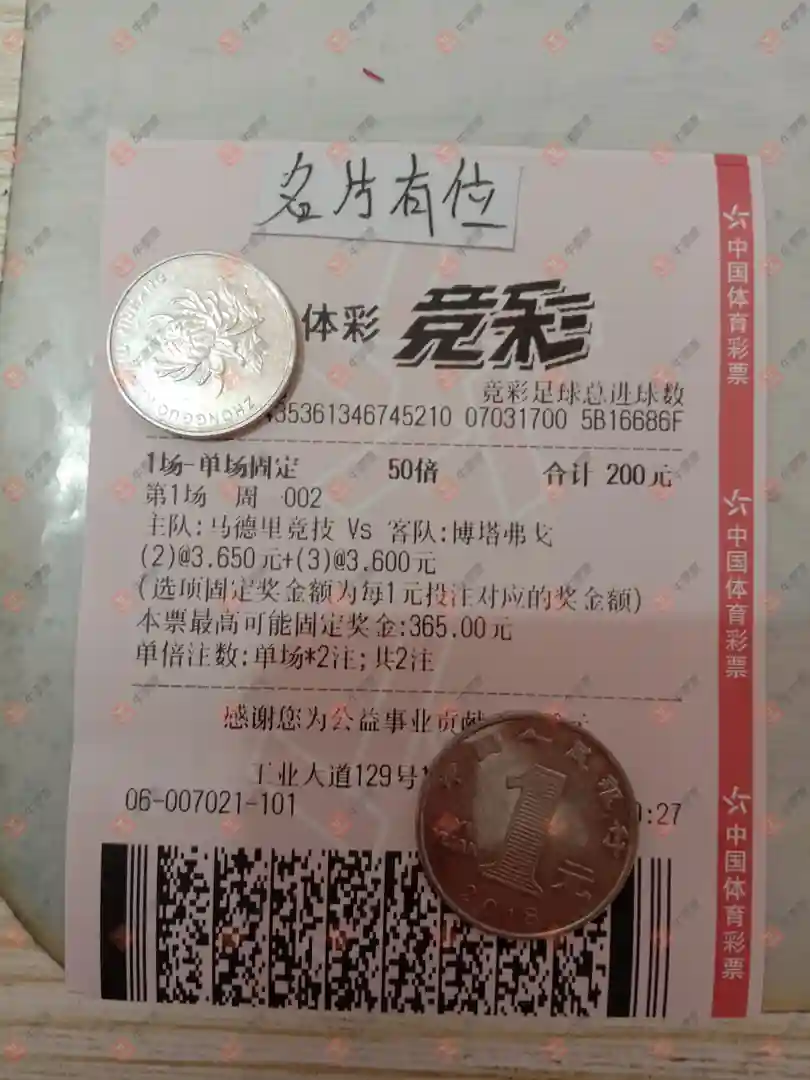 名片有位
体彩 竞彩
竞彩足球总进球数
35361346745210 07031700 5B16686F
1场-单场固定 50倍 合计 200元
第1场 周 002
主队:马德里竞技 Vs 客队:博塔弗戈
(2)@3.650元+(3)@3.600元
(选项固定奖金额为每1元投注对应的奖金额)
本票最高可能固定奖金:365.00元
单倍注数:单场*2注;共2注
感谢您为公益事业贡献 元
工业大道129号
06-007021-101 :27
中国体育彩票
中国体育彩票
中国体育彩票
ZHONGGUO
1元
2018